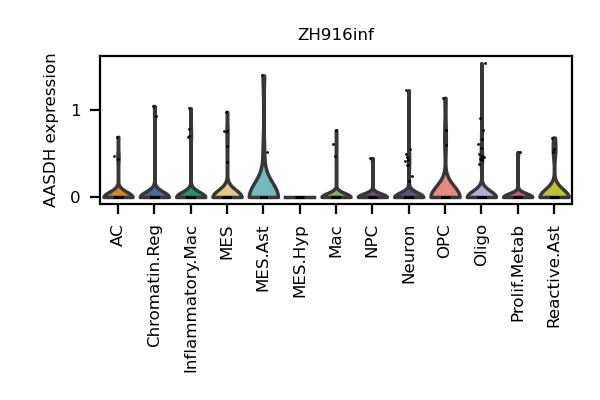 ZH916inf
AASDH expression
1
0
AC
Chromatin.Reg
Inflammatory.Mac
MES
MES.Ast
MES.Hyp
Mac
NPC
Neuron
OPC
Oligo
Prolif.Metab
Reactive.Ast